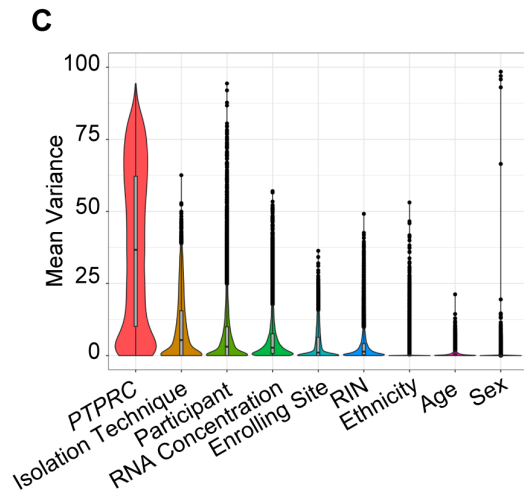 C
Mean Variance
100
75
50
25
0
PTPRC
Isolation Technique
Participant
RNA Concentration
Enrolling Site
RIN
Ethnicity
Age
Sex